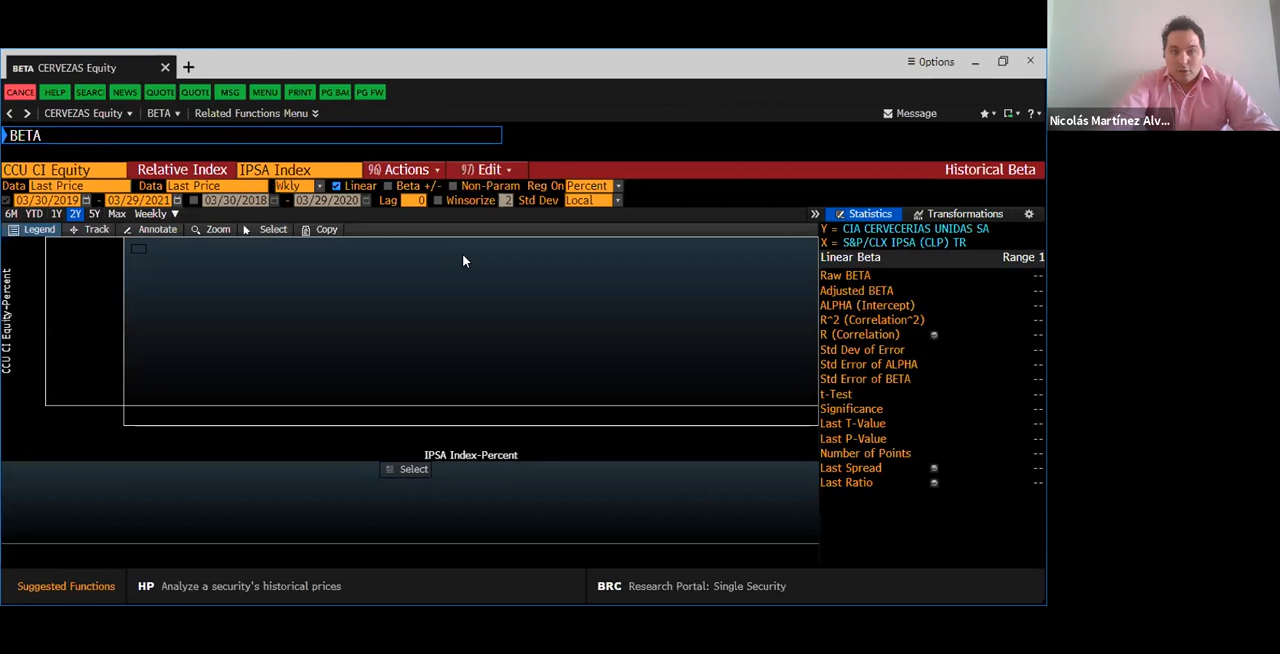 BETA CERVEZAS Equity
Options
CANCE HELP SEARC NEWS QUOTE QUOTE MSG MENU PRINT PG BAC PG FW
CERVEZAS Equity BETA Related Functions Menu Message ?
BETA
Nicolás Martínez Alv...
CCU CI Equity Relative Index IPSA Index 96) Actions 97) Edit Historical Beta
Data Last Price Data Last Price Wkly Linear Beta +/- Non-Param Reg On Percent
03/30/2019 - 03/29/2021 03/30/2018 - 03/29/2020 Lag 0 Winsorize 2 Std Dev Local
6M YTD 1Y 2Y 5Y Max Weekly Statistics Transformations
Legend Track Annotate Zoom Select Copy
Y = CIA CERVECERIAS UNIDAS SA
X = S&P/CLX IPSA (CLP) TR
Linear Beta Range 1
Raw BETA --
Adjusted BETA --
ALPHA (Intercept) --
R^2 (Correlation^2) --
R (Correlation) --
Std Dev of Error --
Std Error of ALPHA --
Std Error of BETA --
t-Test --
Significance --
Last T-Value --
Last P-Value --
Number of Points --
Last Spread --
Last Ratio --
CCU CI Equity-Percent
IPSA Index-Percent
Select
Suggested Functions HP Analyze a security's historical prices BRC Research Portal: Single Security